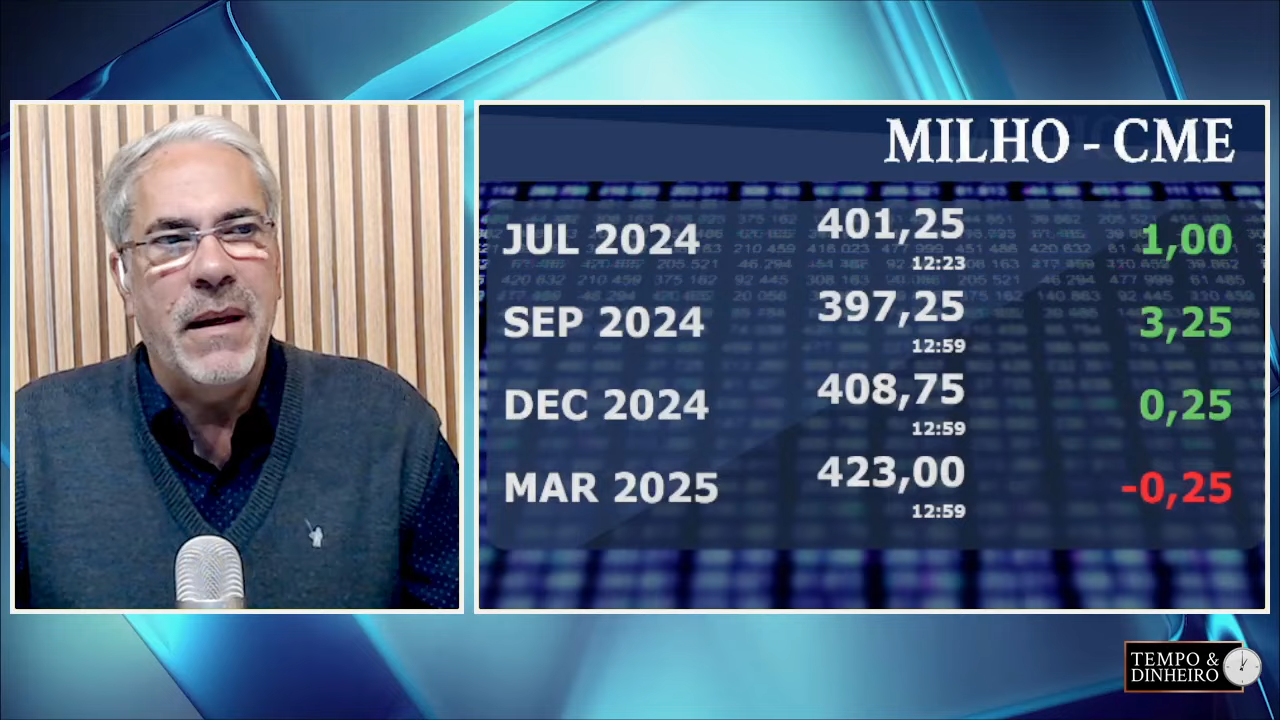 MILHO - CME
JUL 2024 401,25 1,00
12:23
SEP 2024 397,25 3,25
12:59
DEC 2024 408,75 0,25
12:59
MAR 2025 423,00 -0,25
12:59
TEMPO &
DINHEIRO